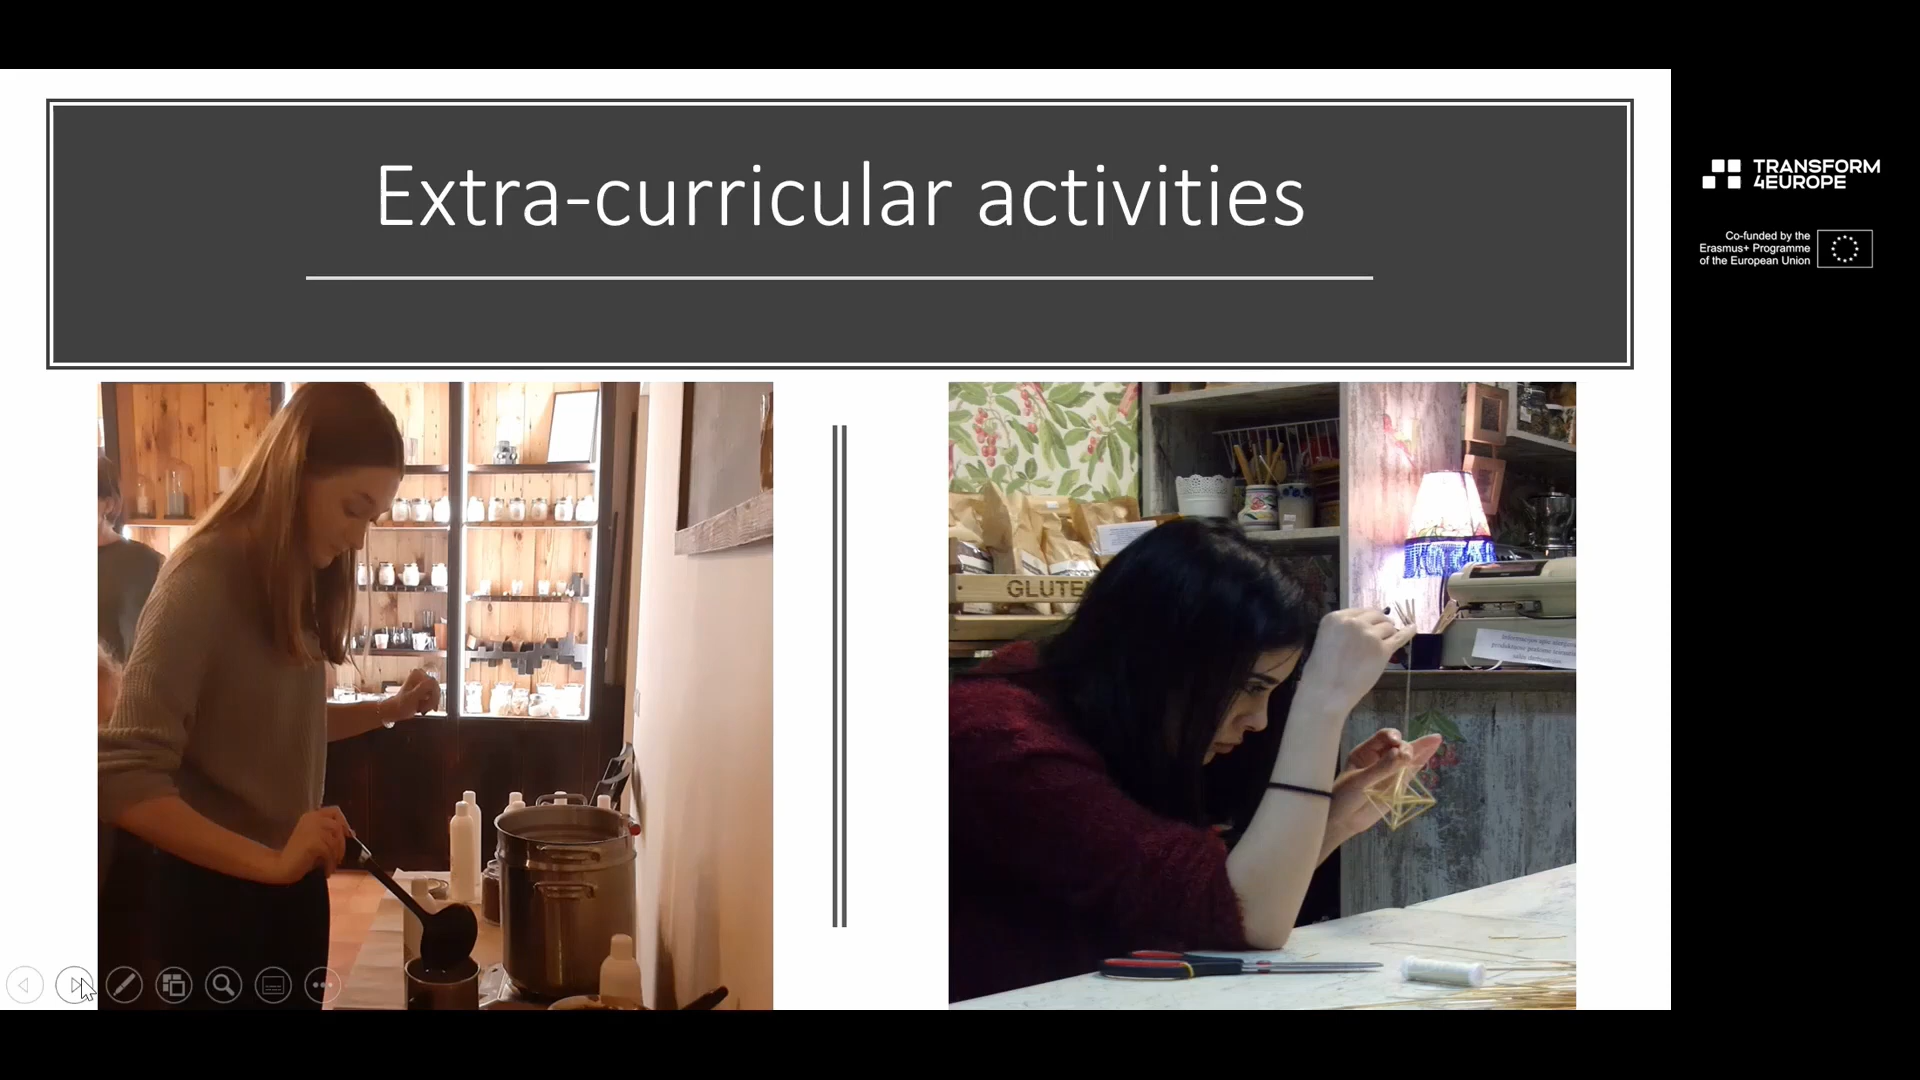 Extra-curricular activities
TRANSFORM
4EUROPE
Co-funded by the
Erasmus+ Programme
of the European Union
GLUTE